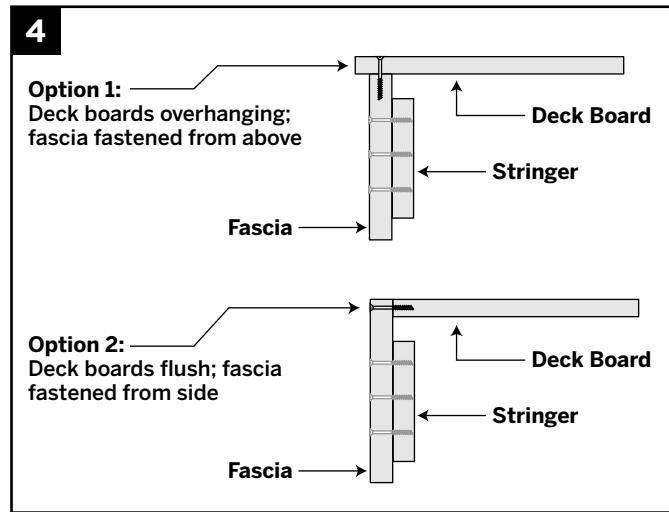 4
Option 1:
Deck boards overhanging;
fascia fastened from above
Deck Board
Stringer
Fascia
Option 2:
Deck boards flush; fascia
fastened from side
Deck Board
Stringer
Fascia